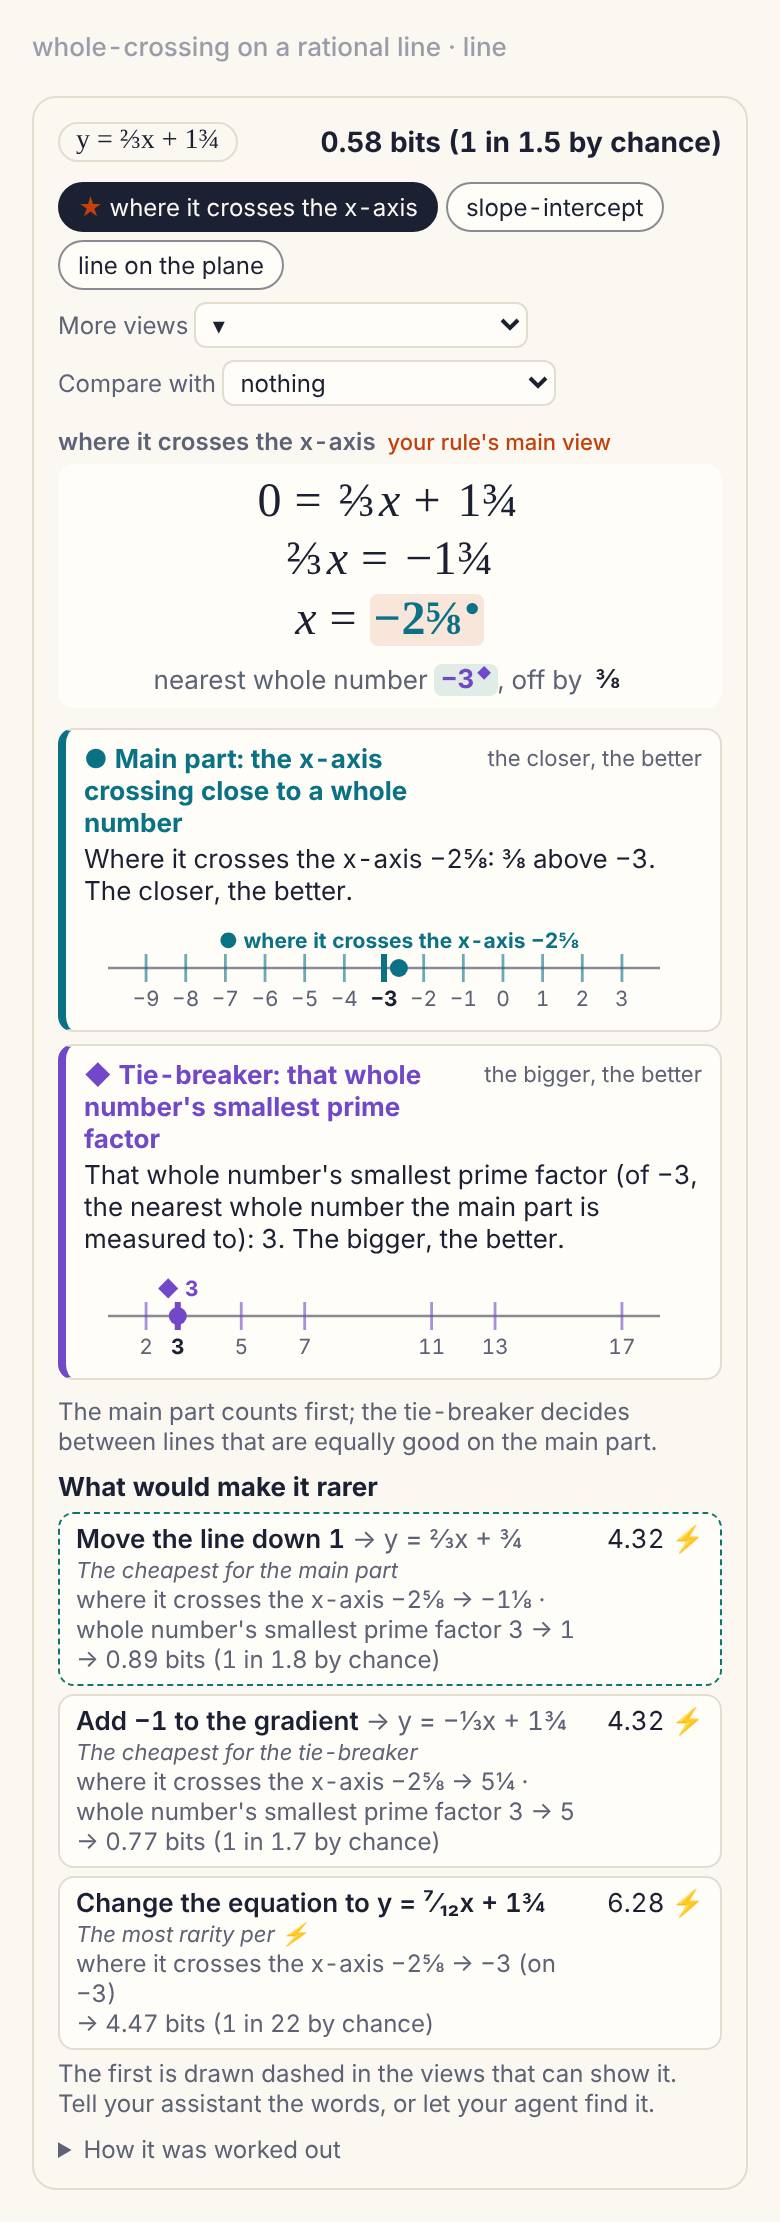 whole-crossing on a rational line · line
y = ⅔x + 1¾
0.58 bits (1 in 1.5 by chance)
★ where it crosses the x-axis
slope-intercept
line on the plane
More views ▾
Compare with nothing
where it crosses the x-axis your rule's main view
0 = ⅔x + 1¾
⅔x = −1¾
x = −2⅝●
nearest whole number −3◆, off by ⅜
● Main part: the x-axis
crossing close to a whole
number
the closer, the better
Where it crosses the x-axis −2⅝: ⅜ above −3.
The closer, the better.
● where it crosses the x-axis −2⅝
−9 −8 −7 −6 −5 −4 −3 −2 −1 0 1 2 3
◆ Tie-breaker: that whole
number's smallest prime
factor
the bigger, the better
That whole number's smallest prime factor (of −3,
the nearest whole number the main part is
measured to): 3. The bigger, the better.
◆ 3
2 3 5 7 11 13 17
The main part counts first; the tie-breaker decides
between lines that are equally good on the main part.
What would make it rarer
Move the line down 1 → y = ⅔x + ¾ 4.32 ⚡
The cheapest for the main part
where it crosses the x-axis −2⅝ → −1⅛ ·
whole number's smallest prime factor 3 → 1
→ 0.89 bits (1 in 1.8 by chance)
Add −1 to the gradient → y = −⅓x + 1¾ 4.32 ⚡
The cheapest for the tie-breaker
where it crosses the x-axis −2⅝ → 5¼ ·
whole number's smallest prime factor 3 → 5
→ 0.77 bits (1 in 1.7 by chance)
Change the equation to y = ⁷⁄₁₂x + 1¾ 6.28 ⚡
The most rarity per ⚡
where it crosses the x-axis −2⅝ → −3 (on
−3)
→ 4.47 bits (1 in 22 by chance)
The first is drawn dashed in the views that can show it.
Tell your assistant the words, or let your agent find it.
▶ How it was worked out